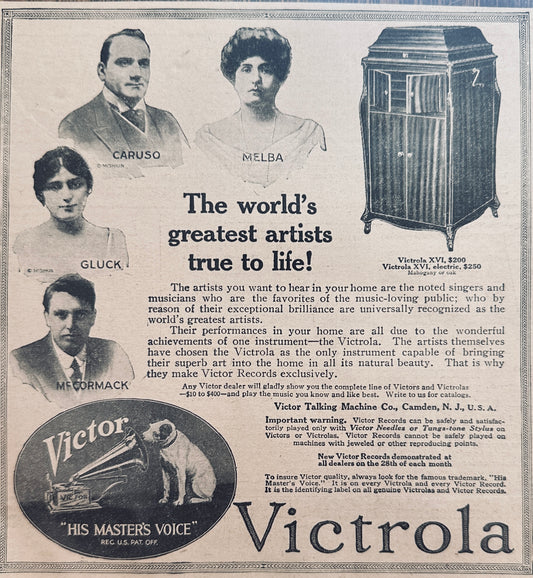 CARUSO
© MISHKIN
MELBA
GLUCK
© MISHKIN
McCORMACK
Victrola XVI, $200
Victrola XVI, electric, $250
Mahogany or oak
The world's
greatest artists
true to life!
The artists you want to hear in your home are the noted singers and
musicians who are the favorites of the music-loving public; who by
reason of their exceptional brilliance are universally recognized as the
world's greatest artists.
Their performances in your home are all due to the wonderful
achievements of one instrument—the Victrola. The artists themselves
have chosen the Victrola as the only instrument capable of bringing
their superb art into the home in all its natural beauty. That is why
they make Victor Records exclusively.
Any Victor dealer will gladly show you the complete line of Victors and Victrolas
—$10 to $400—and play the music you know and like best. Write to us for catalogs.
Victor Talking Machine Co., Camden, N. J., U. S. A.
Important warning. Victor Records can be safely and satisfac-
torily played only with Victor Needles or Tungs-tone Stylus on
Victors or Victrolas. Victor Records cannot be safely played on
machines with jeweled or other reproducing points.
New Victor Records demonstrated at
all dealers on the 28th of each month
To insure Victor quality, always look for the famous trademark, "His
Master's Voice." It is on every Victrola and every Victor Record.
It is the identifying label on all genuine Victrolas and Victor Records.
Victor
VICTOR
"HIS MASTER'S VOICE"
REG. U.S. PAT. OFF.
Victrola